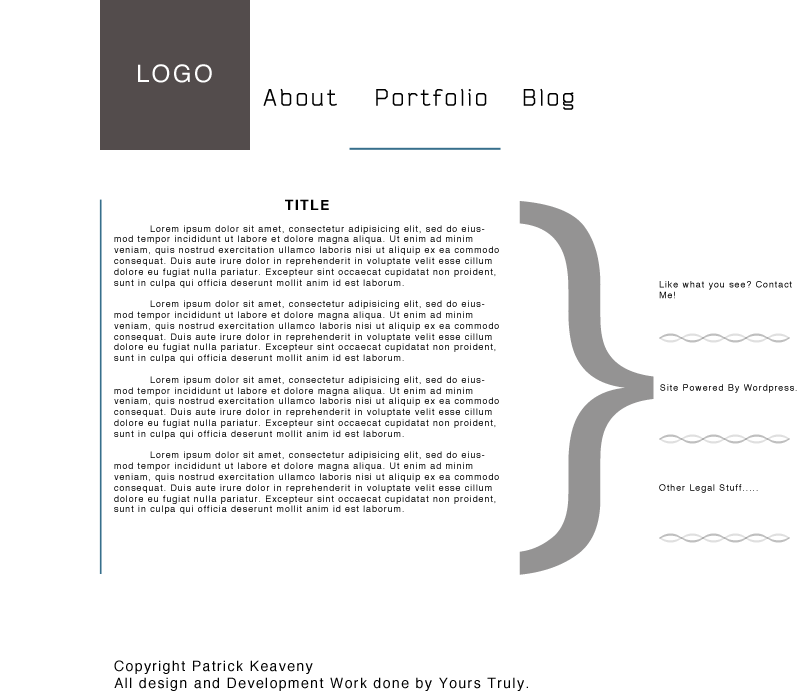 LOGO
About Portfolio Blog
TITLE
Lorem ipsum dolor sit amet, consectetur adipisicing elit, sed do eius-
mod tempor incididunt ut labore et dolore magna aliqua. Ut enim ad minim
veniam, quis nostrud exercitation ullamco laboris nisi ut aliquip ex ea commodo
consequat. Duis aute irure dolor in reprehenderit in voluptate velit esse cillum
dolore eu fugiat nulla pariatur. Excepteur sint occaecat cupidatat non proident,
sunt in culpa qui officia deserunt mollit anim id est laborum.
Lorem ipsum dolor sit amet, consectetur adipisicing elit, sed do eius-
mod tempor incididunt ut labore et dolore magna aliqua. Ut enim ad minim
veniam, quis nostrud exercitation ullamco laboris nisi ut aliquip ex ea commodo
consequat. Duis aute irure dolor in reprehenderit in voluptate velit esse cillum
dolore eu fugiat nulla pariatur. Excepteur sint occaecat cupidatat non proident,
sunt in culpa qui officia deserunt mollit anim id est laborum.
Lorem ipsum dolor sit amet, consectetur adipisicing elit, sed do eius-
mod tempor incididunt ut labore et dolore magna aliqua. Ut enim ad minim
veniam, quis nostrud exercitation ullamco laboris nisi ut aliquip ex ea commodo
consequat. Duis aute irure dolor in reprehenderit in voluptate velit esse cillum
dolore eu fugiat nulla pariatur. Excepteur sint occaecat cupidatat non proident,
sunt in culpa qui officia deserunt mollit anim id est laborum.
Lorem ipsum dolor sit amet, consectetur adipisicing elit, sed do eius-
mod tempor incididunt ut labore et dolore magna aliqua. Ut enim ad minim
veniam, quis nostrud exercitation ullamco laboris nisi ut aliquip ex ea commodo
consequat. Duis aute irure dolor in reprehenderit in voluptate velit esse cillum
dolore eu fugiat nulla pariatur. Excepteur sint occaecat cupidatat non proident,
sunt in culpa qui officia deserunt mollit anim id est laborum.
}
Like what you see? Contact
Me!
Site Powered By Wordpress.
Other Legal Stuff.....
Copyright Patrick Keaveny
All design and Development Work done by Yours Truly.